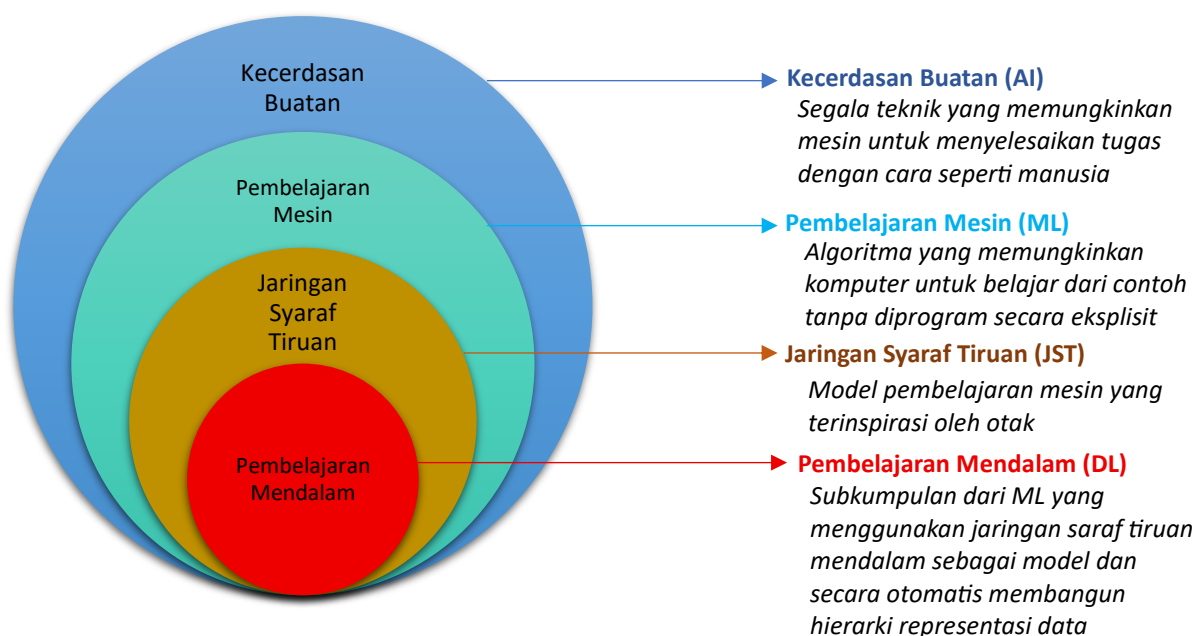 Kecerdasan
Buatan
Pembelajaran
Mesin
Jaringan
Syaraf
Tiruan
Pembelajaran
Mendalam
Kecerdasan Buatan (AI)
Segala teknik yang memungkinkan
mesin untuk menyelesaikan tugas
dengan cara seperti manusia
Pembelajaran Mesin (ML)
Algoritma yang memungkinkan
komputer untuk belajar dari contoh
tanpa diprogram secara eksplisit
Jaringan Syaraf Tiruan (JST)
Model pembelajaran mesin yang
terinspirasi oleh otak
Pembelajaran Mendalam (DL)
Subkumpulan dari ML yang
menggunakan jaringan saraf tiruan
mendalam sebagai model dan
secara otomatis membangun
hierarki representasi data